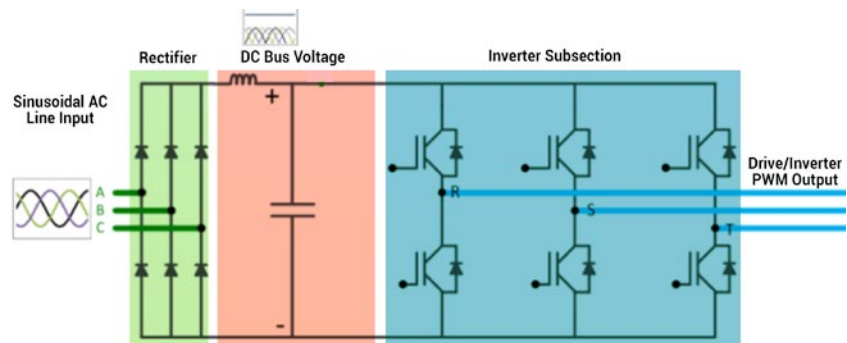 Rectifier
DC Bus Voltage
Inverter Subsection
Sinusoidal AC
Line Input
+
Drive/Inverter
PWM Output
A
B
C
R
S
T
-